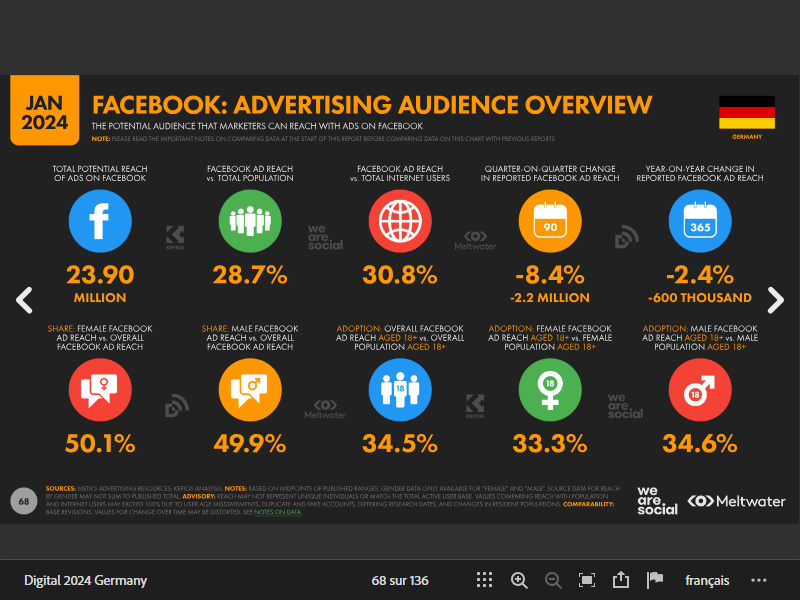 JAN
2024
FACEBOOK: ADVERTISING AUDIENCE OVERVIEW
THE POTENTIAL AUDIENCE THAT MARKETERS CAN REACH WITH ADS ON FACEBOOK
NOTE: PLEASE READ THE IMPORTANT NOTES ON COMPARING DATA AT THE START OF THIS REPORT BEFORE COMPARING DATA ON THIS CHART WITH PREVIOUS REPORTS
GERMANY
TOTAL POTENTIAL REACH
OF ADS ON FACEBOOK
FACEBOOK AD REACH
vs. TOTAL POPULATION
FACEBOOK AD REACH
vs. TOTAL INTERNET USERS
QUARTER-ON-QUARTER CHANGE
IN REPORTED FACEBOOK AD REACH
YEAR-ON-YEAR CHANGE IN
REPORTED FACEBOOK AD REACH
f
90
365
KEPIOS
we
are.
social
Meltwater
23.90
MILLION
28.7%
30.8%
-8.4%
-2.2 MILLION
-2.4%
-600 THOUSAND
SHARE: FEMALE FACEBOOK
AD REACH vs. OVERALL
FACEBOOK AD REACH
SHARE: MALE FACEBOOK
AD REACH vs. OVERALL
FACEBOOK AD REACH
ADOPTION: OVERALL FACEBOOK
AD REACH AGED 18+ vs. OVERALL
POPULATION AGED 18+
ADOPTION: FEMALE FACEBOOK
AD REACH AGED 18+ vs. FEMALE
POPULATION AGED 18+
ADOPTION: MALE FACEBOOK
AD REACH AGED 18+ vs. MALE
POPULATION AGED 18+
18
18
18
Meltwater
KEPIOS
we
are.
social
50.1%
49.9%
34.5%
33.3%
34.6%
68
SOURCES: META'S ADVERTISING RESOURCES; KEPIOS ANALYSIS. NOTES: BASED ON MIDPOINTS OF PUBLISHED RANGES. GENDER DATA ONLY AVAILABLE FOR "FEMALE" AND "MALE". SOURCE DATA FOR REACH
BY GENDER MAY NOT SUM TO PUBLISHED TOTAL. ADVISORY: REACH MAY NOT REPRESENT UNIQUE INDIVIDUALS OR MATCH THE TOTAL ACTIVE USER BASE. VALUES COMPARING REACH WITH POPULATION
AND INTERNET USERS MAY EXCEED 100% DUE TO USER AGE MISSTATEMENTS, DUPLICATE AND FAKE ACCOUNTS, DIFFERING RESEARCH DATES, AND CHANGES IN RESIDENT POPULATIONS. COMPARABILITY:
BASE REVISIONS. VALUES FOR CHANGE OVER TIME MAY BE DISTORTED. SEE NOTES ON DATA.
we
are.
social
Meltwater
Digital 2024 Germany
68 sur 136
français